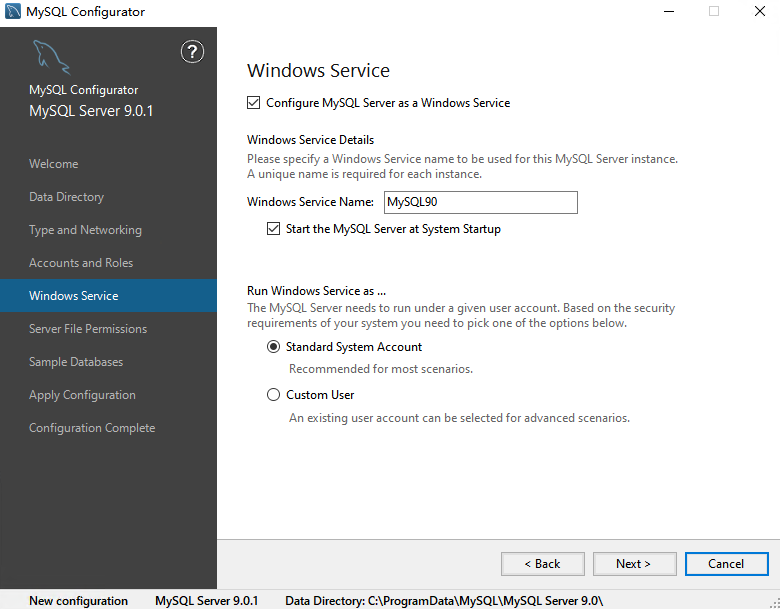 MySQL Configurator
?
MySQL Configurator
MySQL Server 9.0.1
Welcome
Data Directory
Type and Networking
Accounts and Roles
Windows Service
Server File Permissions
Sample Databases
Apply Configuration
Configuration Complete
Windows Service
Configure MySQL Server as a Windows Service
Windows Service Details
Please specify a Windows Service name to be used for this MySQL Server instance.
A unique name is required for each instance.
Windows Service Name: MySQL90
Start the MySQL Server at System Startup
Run Windows Service as ...
The MySQL Server needs to run under a given user account. Based on the security
requirements of your system you need to pick one of the options below.
Standard System Account
Recommended for most scenarios.
Custom User
An existing user account can be selected for advanced scenarios.
< Back Next > Cancel
New configuration MySQL Server 9.0.1 Data Directory: C:\ProgramData\MySQL\MySQL Server 9.0\